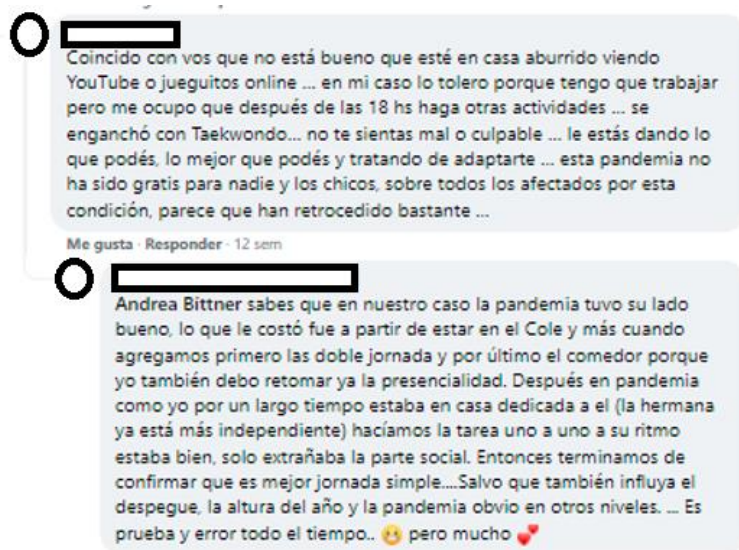 Coincido con vos que no está bueno que esté en casa aburrido viendo
YouTube o jueguitos online ... en mi caso lo tolero porque tengo que trabajar
pero me ocupo que después de las 18 hs haga otras actividades ... se
enganchó con Taekwondo... no te sientas mal o culpable ... le estás dando lo
que podés, lo mejor que podés y tratando de adaptarte ... esta pandemia no
ha sido gratis para nadie y los chicos, sobre todos los afectados por esta
condición, parece que han retrocedido bastante ...
Me gusta · Responder · 12 sem
Andrea Bittner sabes que en nuestro caso la pandemia tuvo su lado
bueno, lo que le costó fue a partir de estar en el Cole y más cuando
agregamos primero las doble jornada y por último el comedor porque
yo también debo retomar ya la presencialidad. Después en pandemia
como yo por un largo tiempo estaba en casa dedicada a el (la hermana
ya está más independiente) hacíamos la tarea uno a uno a su ritmo
estaba bien, solo extrañaba la parte social. Entonces terminamos de
confirmar que es mejor jornada simple....Salvo que también influya el
despegue, la altura del año y la pandemia obvio en otros niveles. ... Es
prueba y error todo el tiempo.. 😬 pero mucho 💕